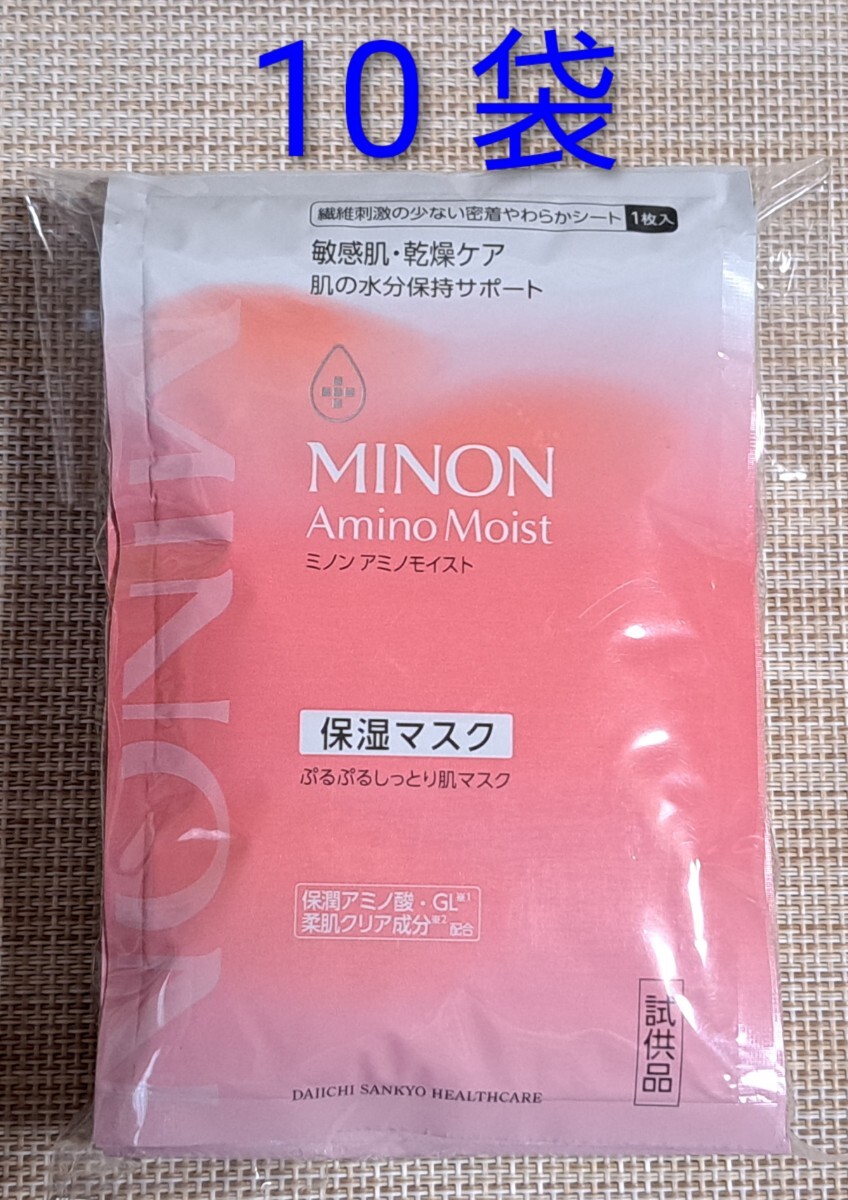 10 袋
繊維刺激の少ない密着やわらかシート 1枚入
敏感肌・乾燥ケア
肌の水分保持サポート
MINON
MINON
Amino Moist
ミノン アミノモイスト
保湿マスク
ぷるぷるしっとり肌マスク
保潤アミノ酸・GL※1
柔肌クリア成分※2 配合
試供品
DAIICHI SANKYO HEALTHCARE